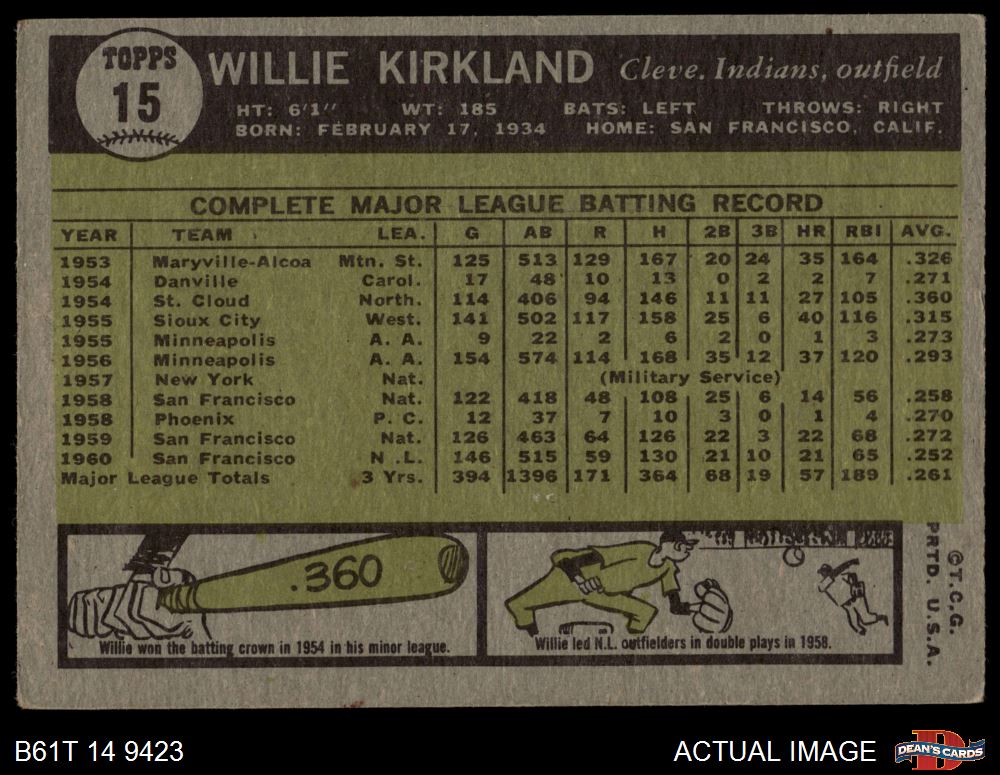 TOPPS
15
WILLIE KIRKLAND Cleve. Indians, outfield
HT: 6'1" WT: 185 BATS: LEFT THROWS: RIGHT
BORN: FEBRUARY 17, 1934 HOME: SAN FRANCISCO, CALIF.
COMPLETE MAJOR LEAGUE BATTING RECORD
YEAR TEAM LEA. G AB R H 2B 3B HR RBI AVG.
1953 Maryville-Alcoa Mtn. St. 125 513 129 167 20 24 35 164 .326
1954 Danville Carol. 17 48 10 13 0 2 2 7 .271
1954 St. Cloud North. 114 406 94 146 11 11 27 105 .360
1955 Sioux City West. 141 502 117 158 25 6 40 116 .315
1955 Minneapolis A. A. 9 22 2 6 2 0 1 3 .273
1956 Minneapolis A. A. 154 574 114 168 35 12 37 120 .293
1957 New York Nat. (Military Service)
1958 San Francisco Nat. 122 418 48 108 25 6 14 56 .258
1958 Phoenix P. C. 12 37 7 10 3 0 1 4 .270
1959 San Francisco Nat. 126 463 64 126 22 3 22 68 .272
1960 San Francisco N .L. 146 515 59 130 21 10 21 65 .252
Major League Totals 3 Yrs. 394 1396 171 364 68 19 57 189 .261
.360
Willie won the batting crown in 1954 in his minor league.
Willie led N.L. outfielders in double plays in 1958.
©T.C.G.
PRTD. U.S.A.
B61T 14 9423
ACTUAL IMAGE
DEAN'S CARDS